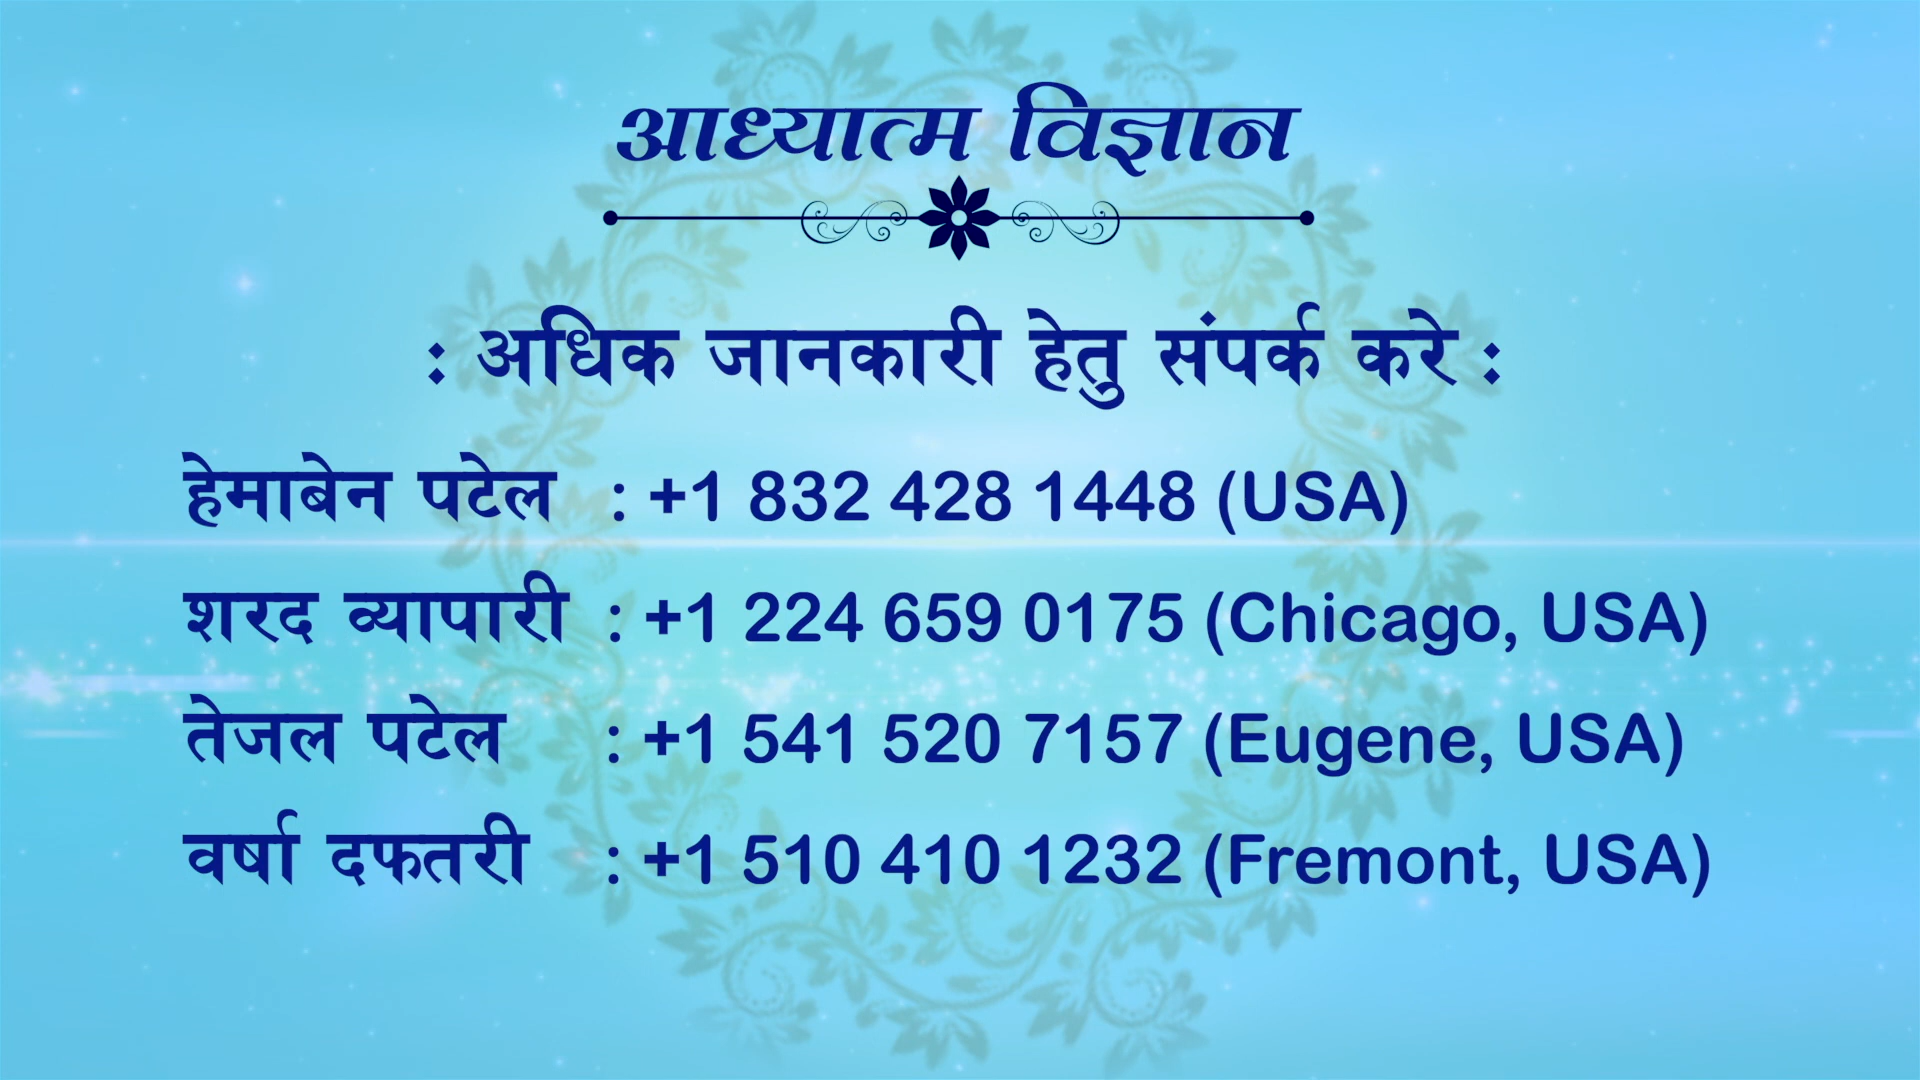 आध्यात्म विज्ञान
: अधिक जानकारी हेतु संपर्क करे :
हेमाबेन पटेल : +1 832 428 1448 (USA)
शरद व्यापारी : +1 224 659 0175 (Chicago, USA)
तेजल पटेल : +1 541 520 7157 (Eugene, USA)
वर्षा दफतरी : +1 510 410 1232 (Fremont, USA)